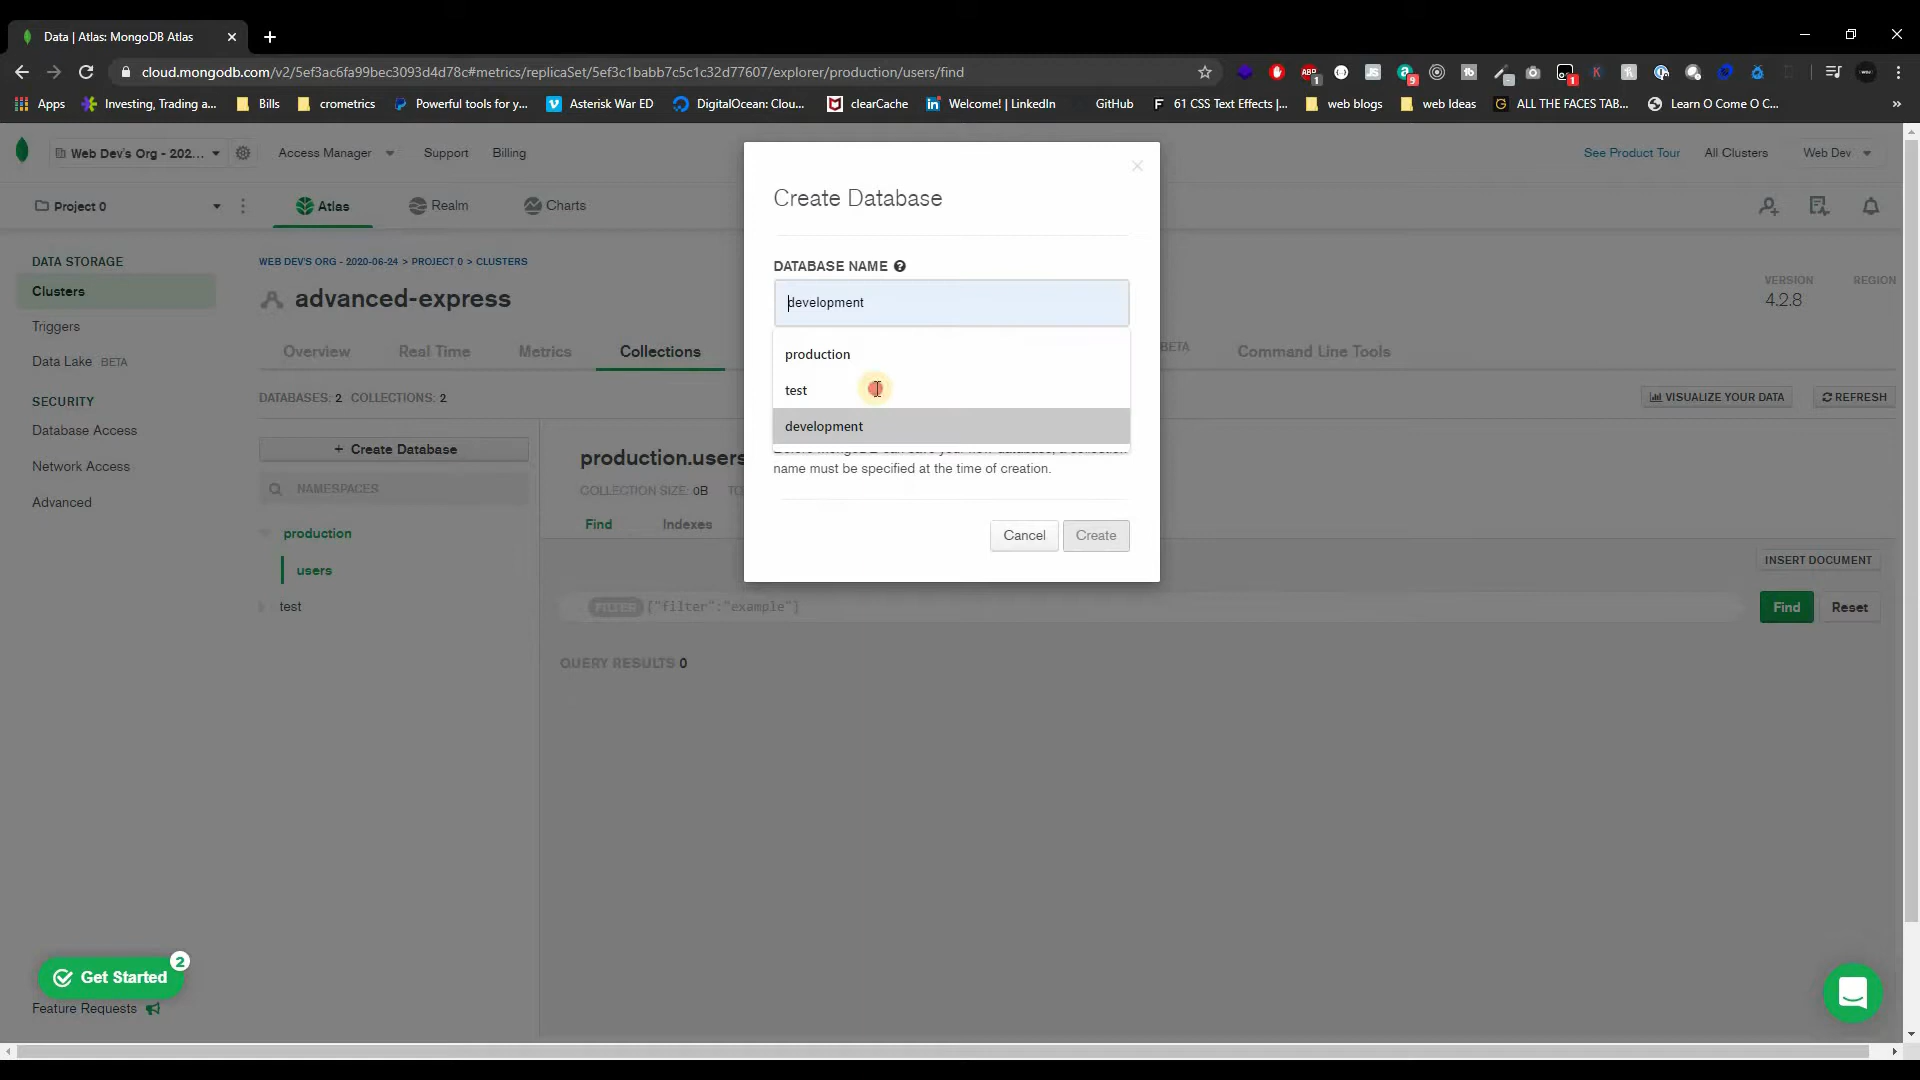 Data | Atlas: MongoDB Atlas
cloud.mongodb.com/v2/5ef3ac6fa99bec3093d4d78c#metrics/replicaSet/5ef3c1babb7c5c1c32d77607/explorer/production/users/find
Apps
Investing, Trading a...
Bills
crometrics
Powerful tools for y...
Asterisk War ED
DigitalOcean: Clou...
clearCache
Welcome! | LinkedIn
GitHub
61 CSS Text Effects |...
web blogs
web Ideas
ALL THE FACES TAB...
Learn O Come O C...
»
Web Dev's Org - 202...
Access Manager
Support
Billing
See Product Tour
All Clusters
Web Dev
Project 0
Atlas
Realm
Charts
DATA STORAGE
Clusters
Triggers
Data Lake BETA
SECURITY
Database Access
Network Access
Advanced
WEB DEV'S ORG - 2020-06-24 > PROJECT 0 > CLUSTERS
advanced-express
VERSION
4.2.8
REGION
Overview
Real Time
Metrics
Collections
BETA
Command Line Tools
DATABASES: 2 COLLECTIONS: 2
VISUALIZE YOUR DATA
REFRESH
+ Create Database
NAMESPACES
production
users
test
production.users
COLLECTION SIZE: 0B
Find
Indexes
INSERT DOCUMENT
FILTER {"filter":"example"}
Find
Reset
QUERY RESULTS 0
Create Database
DATABASE NAME
development
production
test
development
name must be specified at the time of creation.
Cancel
Create
Get Started
2
Feature Requests